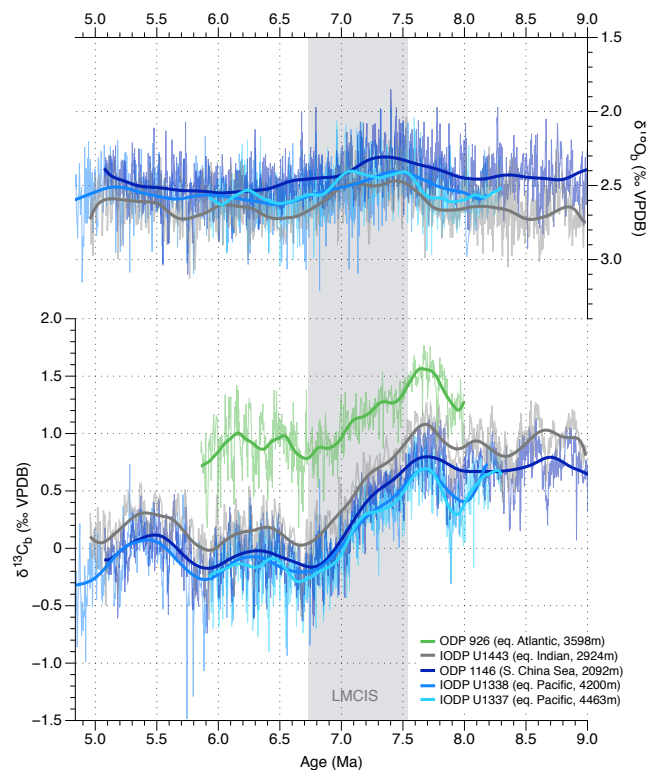 5.0 5.5 6.0 6.5 7.0 7.5 8.0 8.5 9.0
1.5
2.0
2.5
3.0
δ¹⁸O_b (‰ VPDB)
2.0
1.5
1.0
0.5
0
−0.5
−1.0
−1.5
δ¹³C_b (‰ VPDB)
ODP 926 (eq. Atlantic, 3598m)
IODP U1443 (eq. Indian, 2924m)
ODP 1146 (S. China Sea, 2092m)
IODP U1338 (eq. Pacific, 4200m)
IODP U1337 (eq. Pacific, 4463m)
LMCIS
5.0 5.5 6.0 6.5 7.0 7.5 8.0 8.5 9.0
Age (Ma)